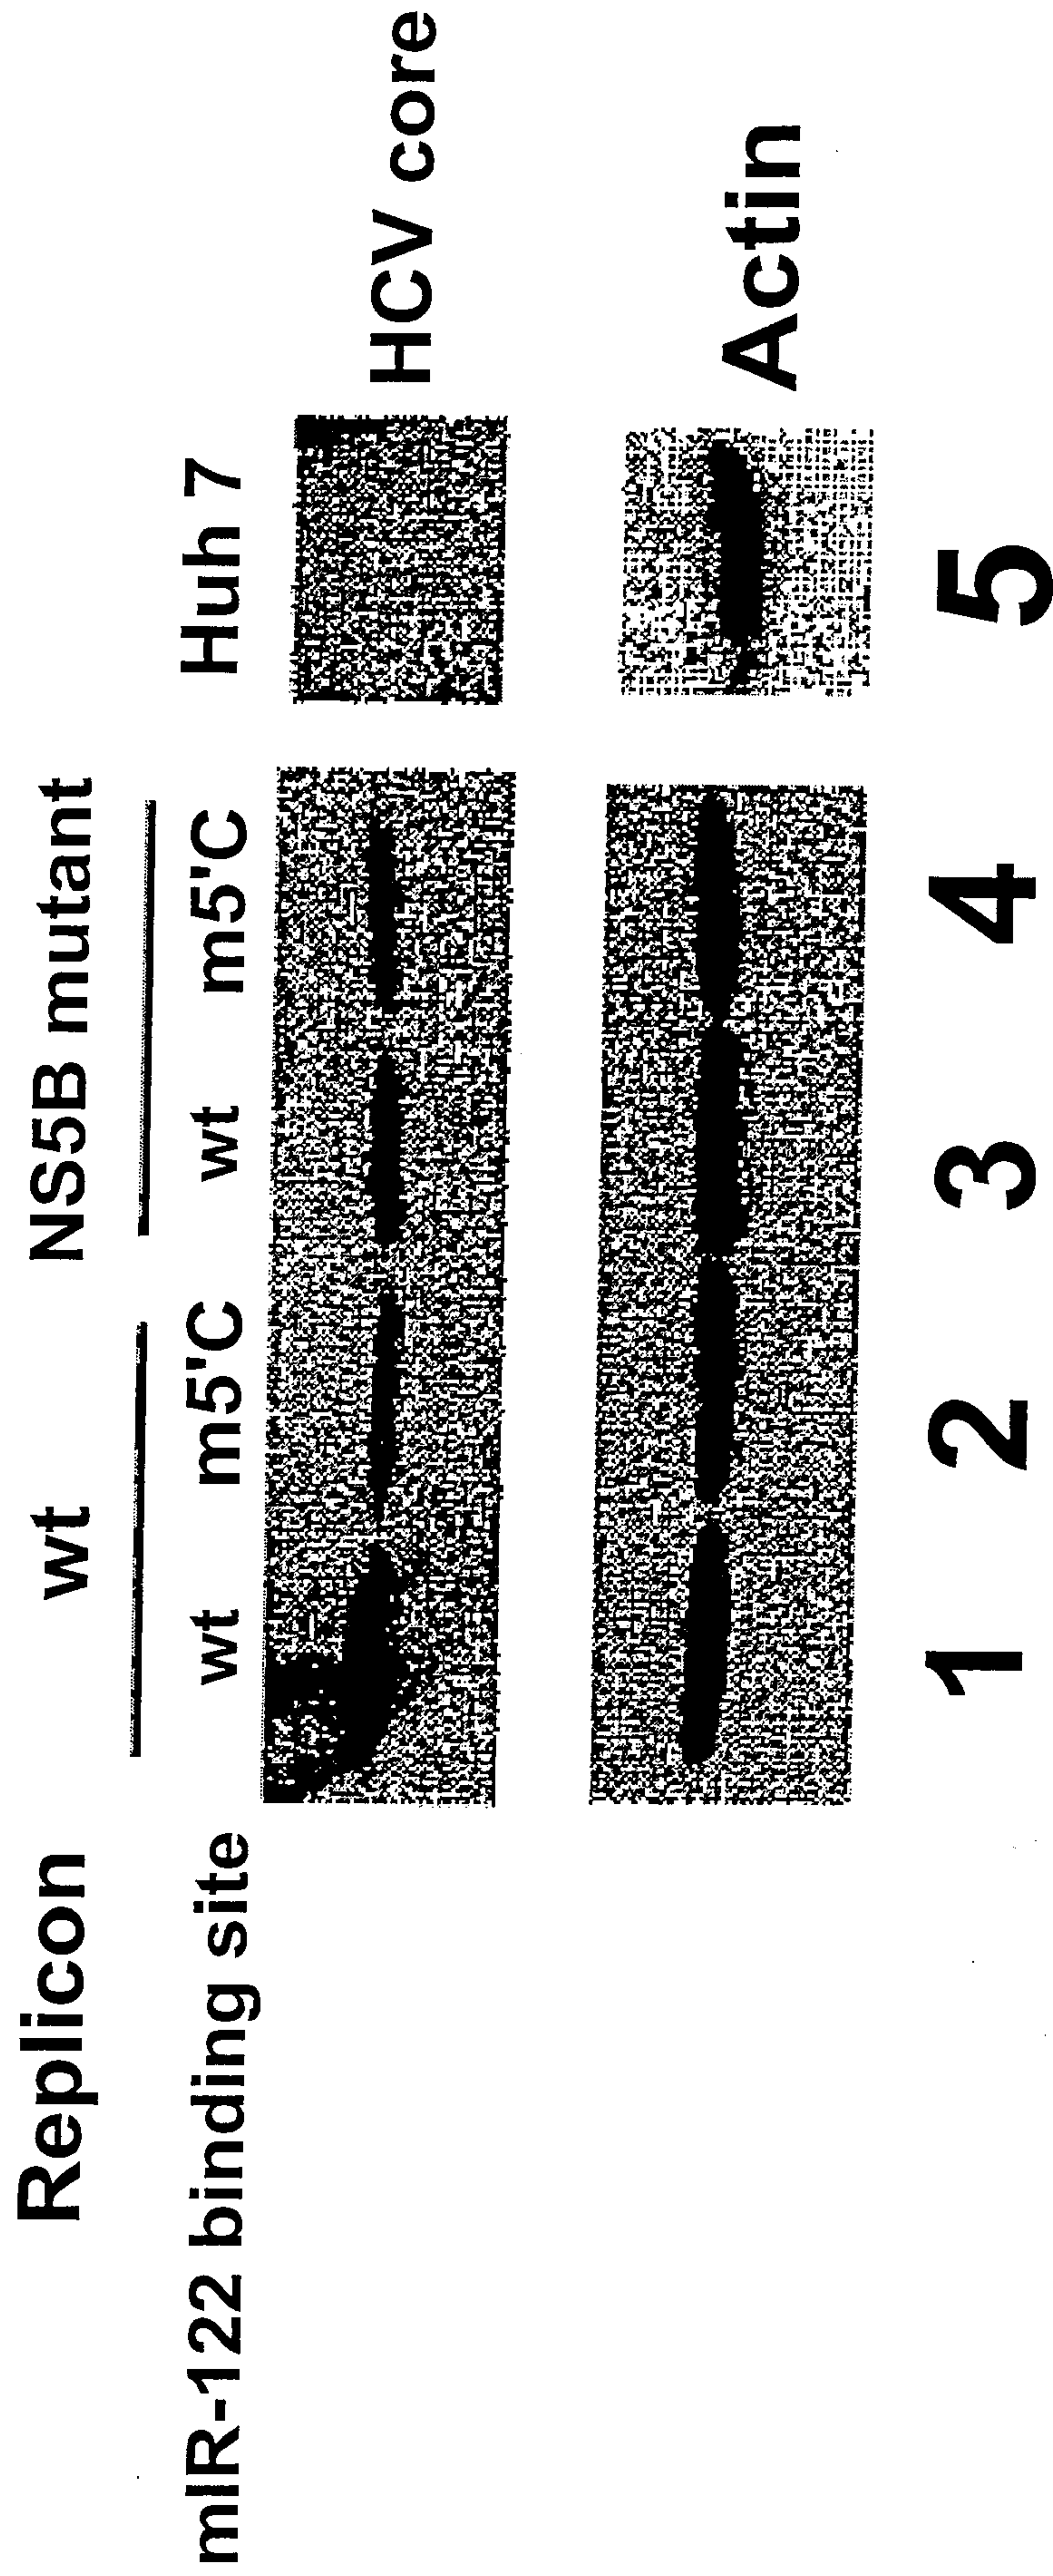 Replicon wt NS5B mutant
miR-122 binding site wt m5'C wt m5'C Huh 7
HCV core
Actin
1 2 3 4 5